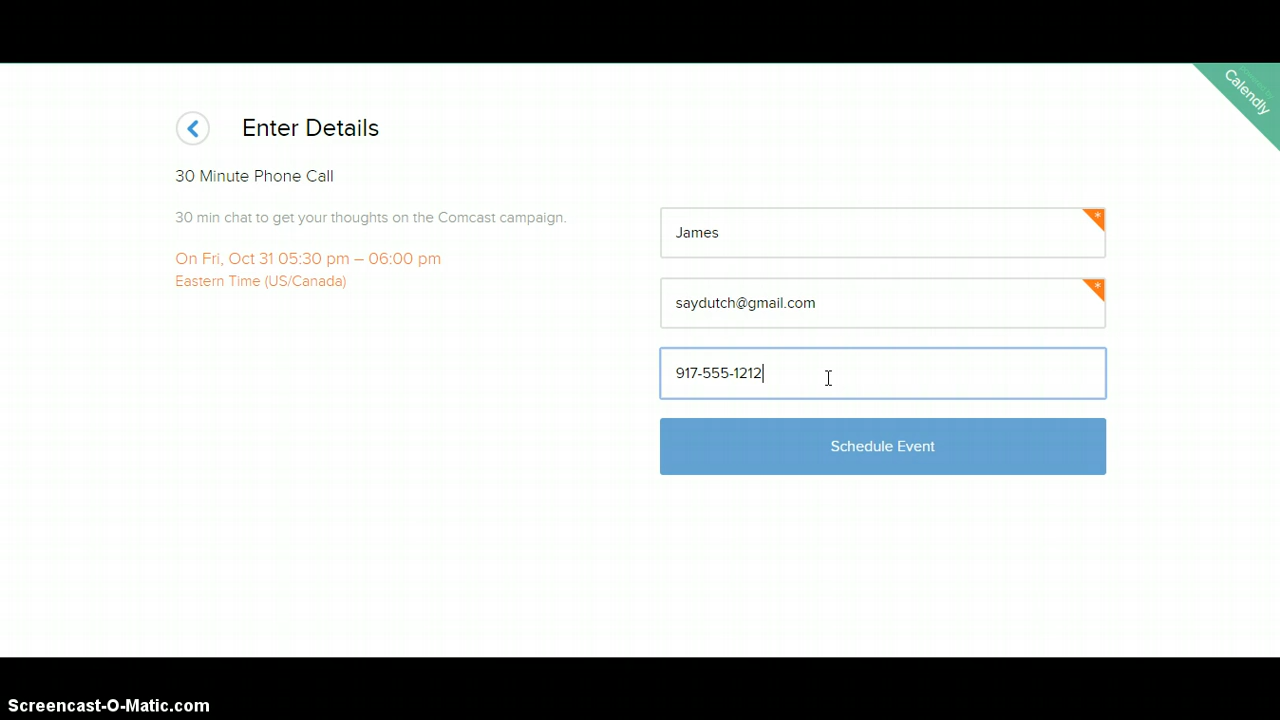 Calendly
Enter Details
30 Minute Phone Call
30 min chat to get your thoughts on the Comcast campaign.
On Fri, Oct 31 05:30 pm – 06:00 pm
Eastern Time (US/Canada)
James
*
saydutch@gmail.com
*
917-555-1212
Schedule Event
Screencast-O-Matic.com